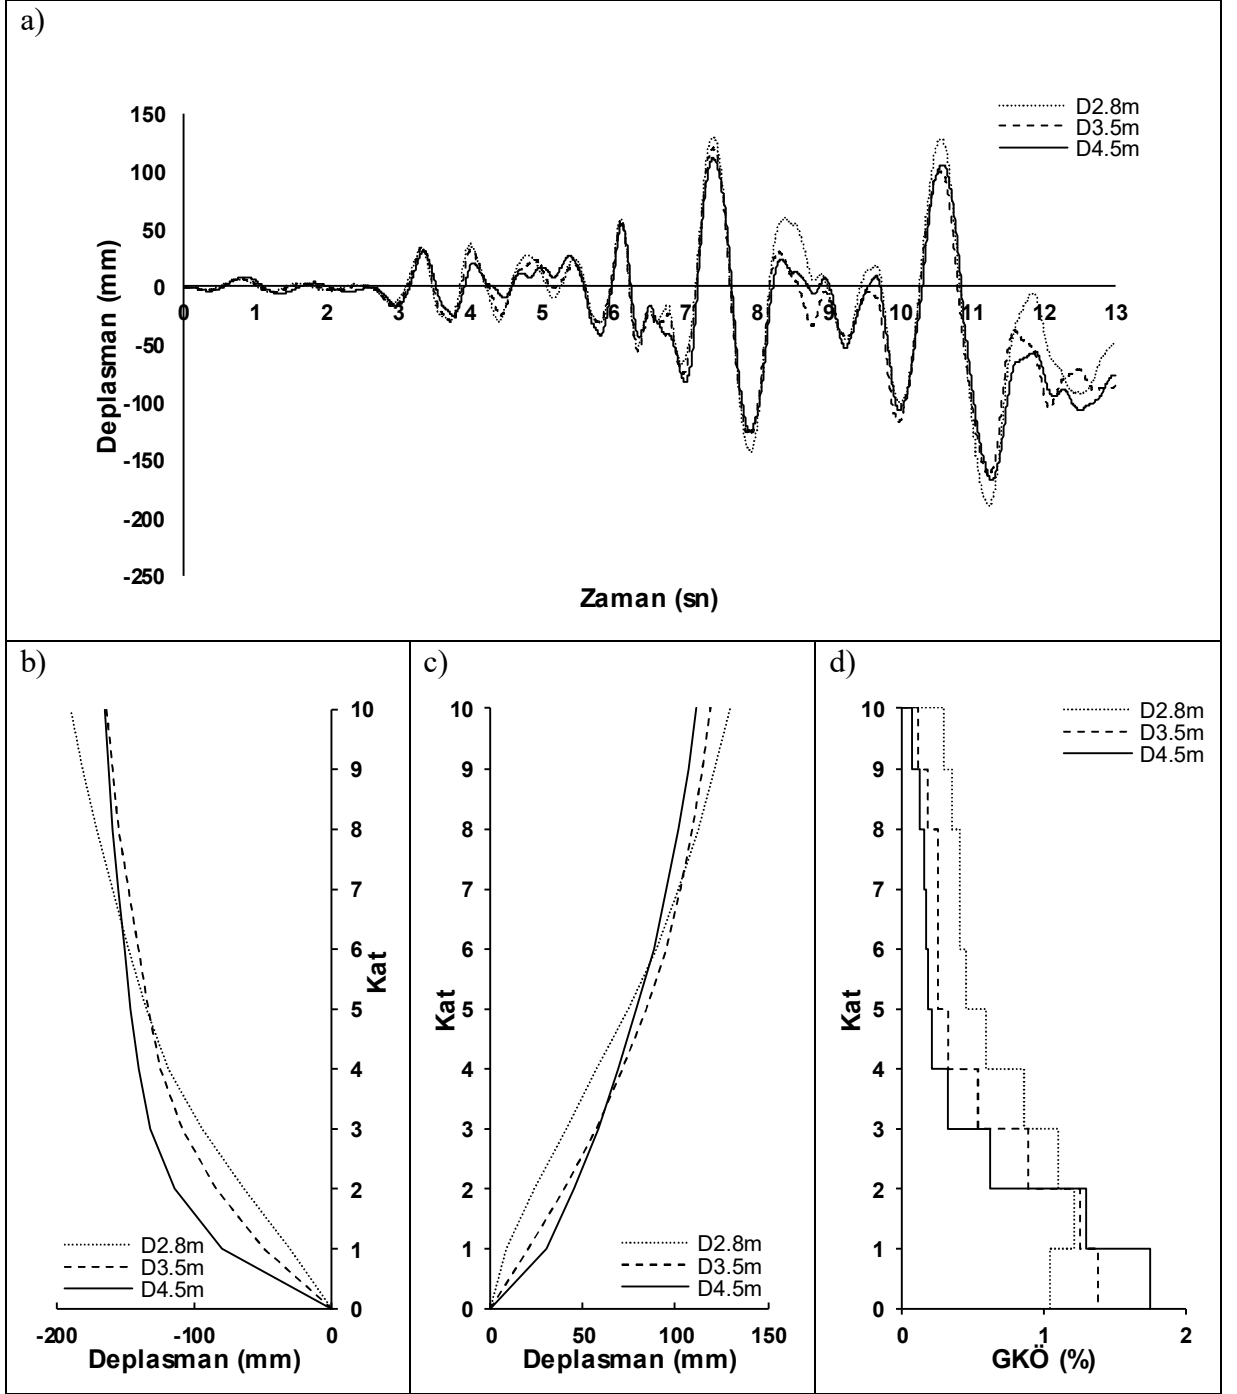 a)
D2.8m
D3.5m
D4.5m
150
100
50
0
-50
-100
-150
-200
-250
Deplasman (mm)
0 1 2 3 4 5 6 7 8 9 10 11 12 13
Zaman (sn)
b)
10
9
8
7
6
5
4
3
2
1
0
Kat
D2.8m
D3.5m
D4.5m
-200 -100 0
Deplasman (mm)
c)
10
9
8
7
6
5
4
3
2
1
0
Kat
D2.8m
D3.5m
D4.5m
0 50 100 150
Deplasman (mm)
d)
D2.8m
D3.5m
D4.5m
10
9
8
7
6
5
4
3
2
1
0
Kat
0 1 2
GKÖ (%)